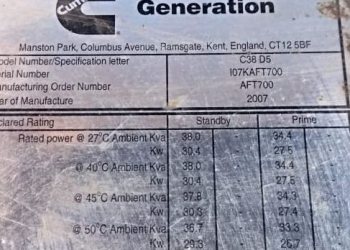 Generation
Manston Park, Columbus Avenue, Ramsgate, Kent, England, CT12 5BF
odel Number/Specification letter C38 D5
erial Number I07KAFT700
anufacturing Order Number AFT700
ar of Manufacture 2007
clared Rating Standby Prime
Rated power @ 27°C Ambient Kva 38.0 - 34.4 -
Kw 30.4 - 27.5 -
@ 40°C Ambient Kva 38.0 - 34.4
Kw 30.4 - 27.5
@ 45°C Ambient Kva 37.8 - 34.3
Kw 30.3 - 27.4 -
@ 50°C Ambient Kva 36.7 - 33.3
Kw 29.3 - 26.7